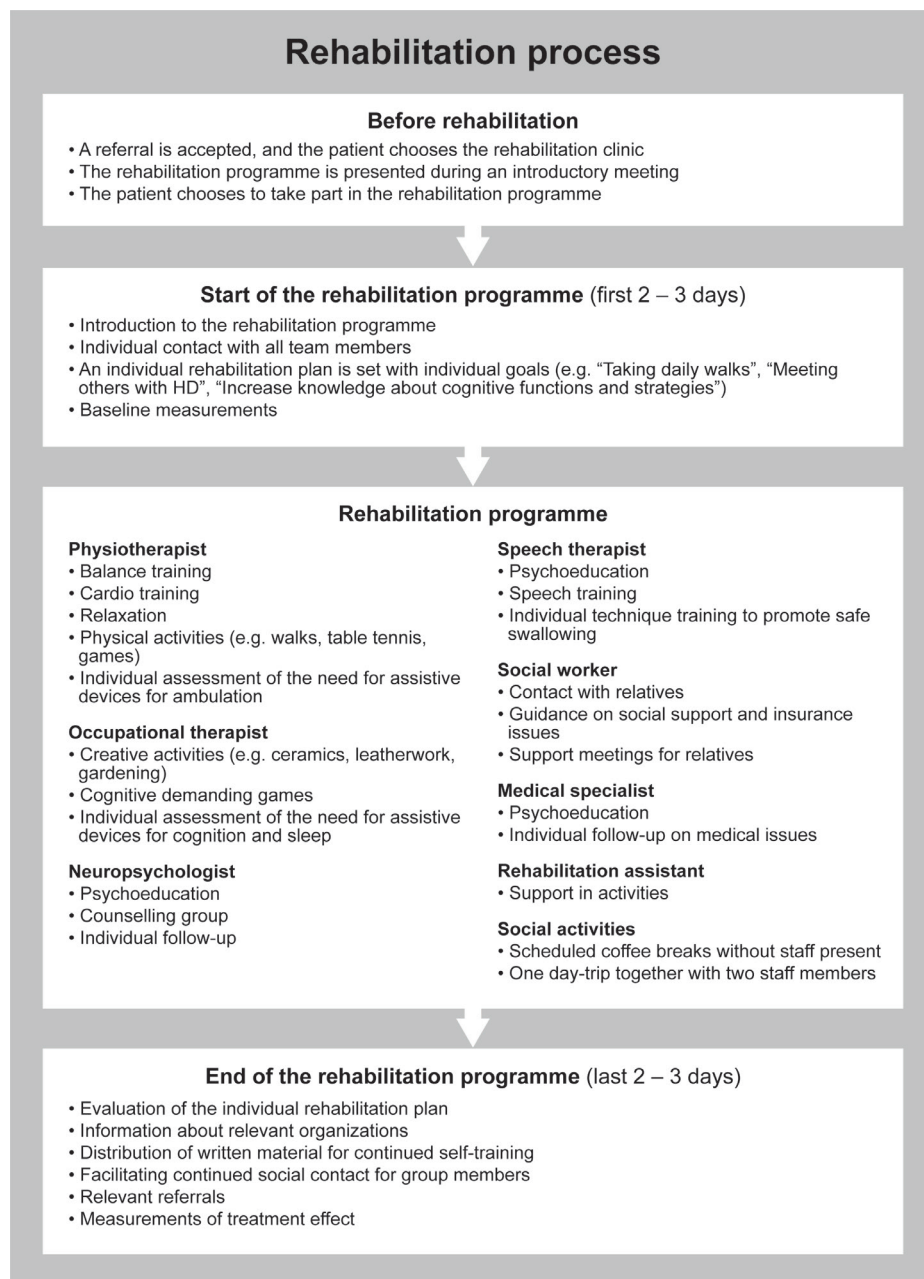 Rehabilitation process
Before rehabilitation
• A referral is accepted, and the patient chooses the rehabilitation clinic
• The rehabilitation programme is presented during an introductory meeting
• The patient chooses to take part in the rehabilitation programme
Start of the rehabilitation programme (first 2 – 3 days)
• Introduction to the rehabilitation programme
• Individual contact with all team members
• An individual rehabilitation plan is set with individual goals (e.g. “Taking daily walks”, “Meeting
others with HD”, “Increase knowledge about cognitive functions and strategies”)
• Baseline measurements
Rehabilitation programme
Physiotherapist
• Balance training
• Cardio training
• Relaxation
• Physical activities (e.g. walks, table tennis,
games)
• Individual assessment of the need for assistive
devices for ambulation
Occupational therapist
• Creative activities (e.g. ceramics, leatherwork,
gardening)
• Cognitive demanding games
• Individual assessment of the need for assistive
devices for cognition and sleep
Neuropsychologist
• Psychoeducation
• Counselling group
• Individual follow-up
Speech therapist
• Psychoeducation
• Speech training
• Individual technique training to promote safe
swallowing
Social worker
• Contact with relatives
• Guidance on social support and insurance
issues
• Support meetings for relatives
Medical specialist
• Psychoeducation
• Individual follow-up on medical issues
Rehabilitation assistant
• Support in activities
Social activities
• Scheduled coffee breaks without staff present
• One day-trip together with two staff members
End of the rehabilitation programme (last 2 – 3 days)
• Evaluation of the individual rehabilitation plan
• Information about relevant organizations
• Distribution of written material for continued self-training
• Facilitating continued social contact for group members
• Relevant referrals
• Measurements of treatment effect